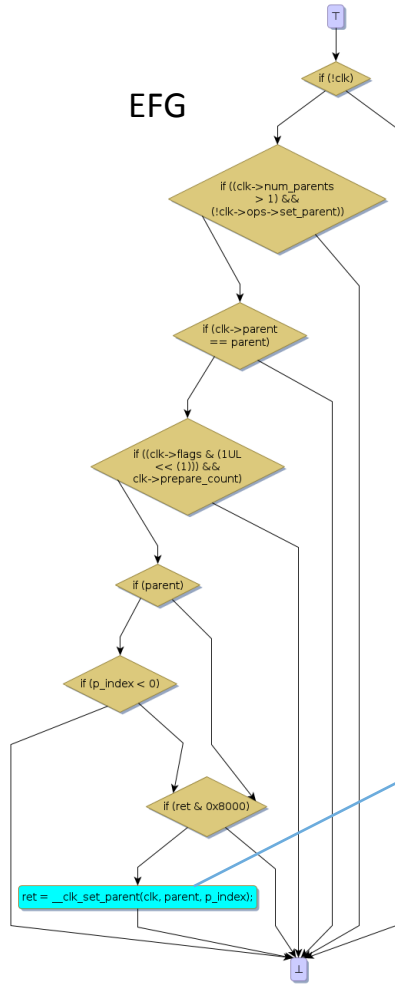 ⊤
if (!clk)
EFG
if ((clk->num_parents
> 1) &&
(!clk->ops->set_parent))
if (clk->parent
== parent)
if ((clk->flags & (1UL
<< (1))) &&
clk->prepare_count)
if (parent)
if (p_index < 0)
if (ret & 0x8000)
ret = __clk_set_parent(clk, parent, p_index);
⊥